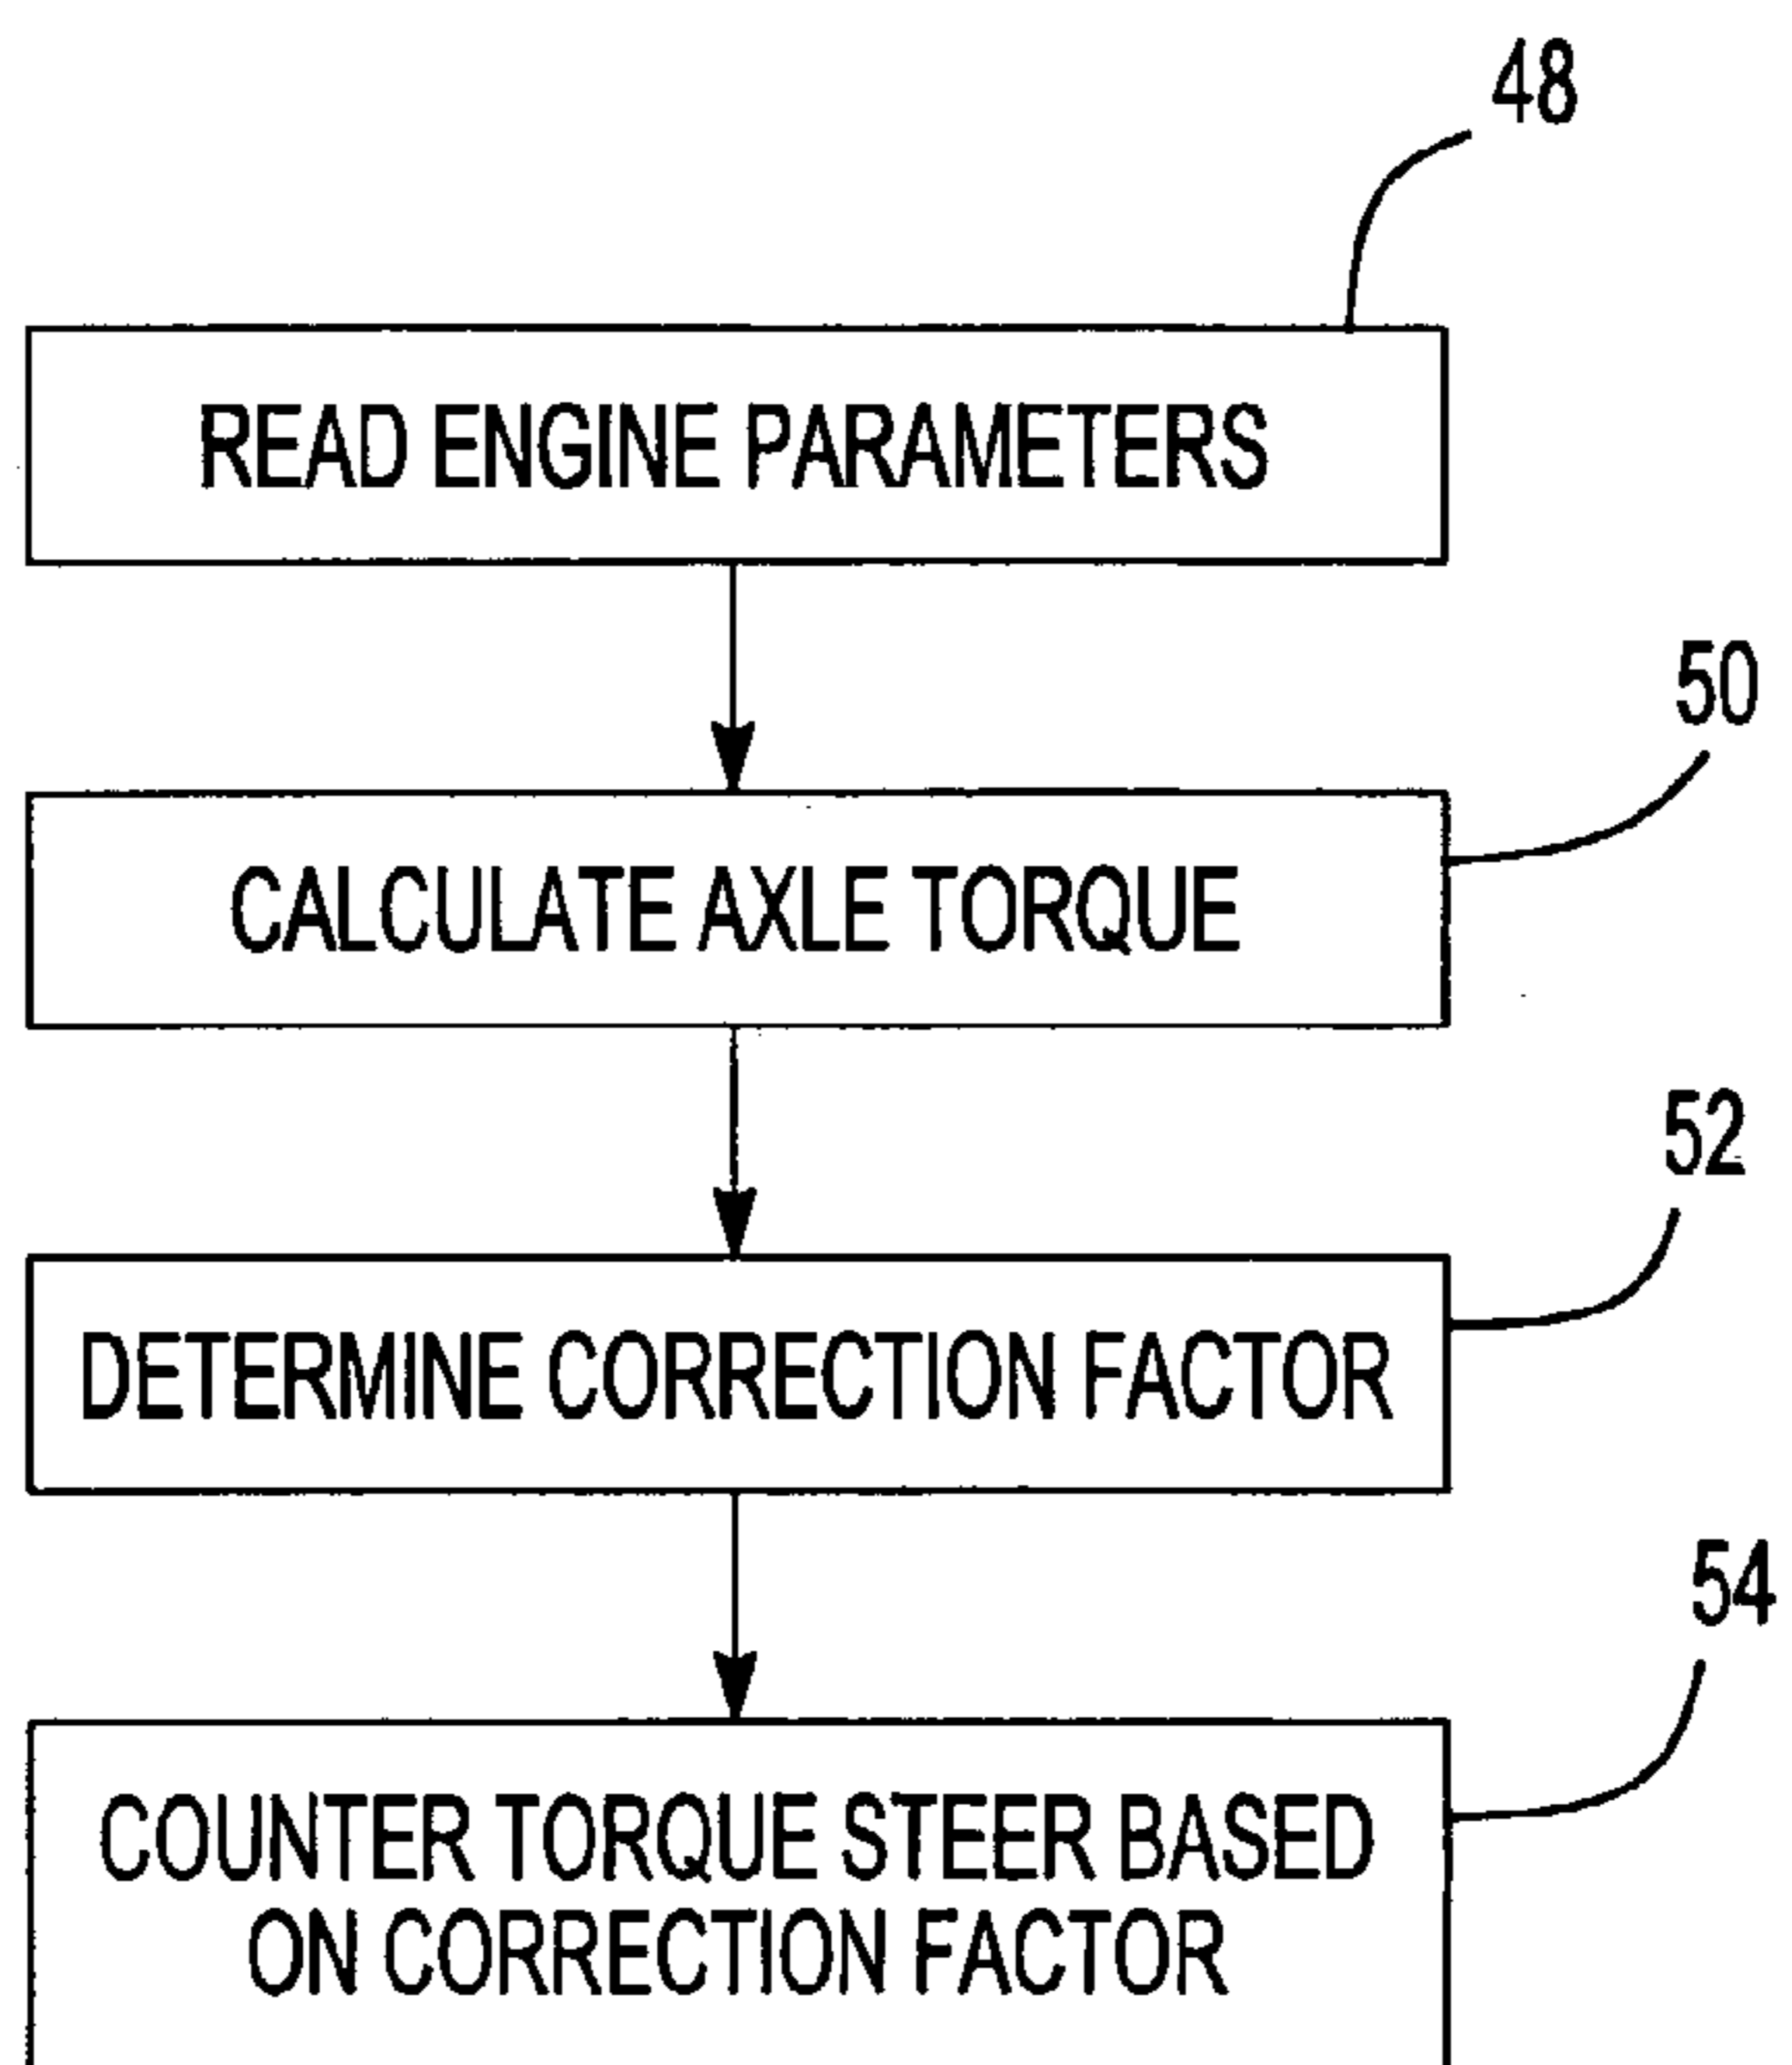 48
READ ENGINE PARAMETERS
50
CALCULATE AXLE TORQUE
52
DETERMINE CORRECTION FACTOR
54
COUNTER TORQUE STEER BASED
ON CORRECTION FACTOR